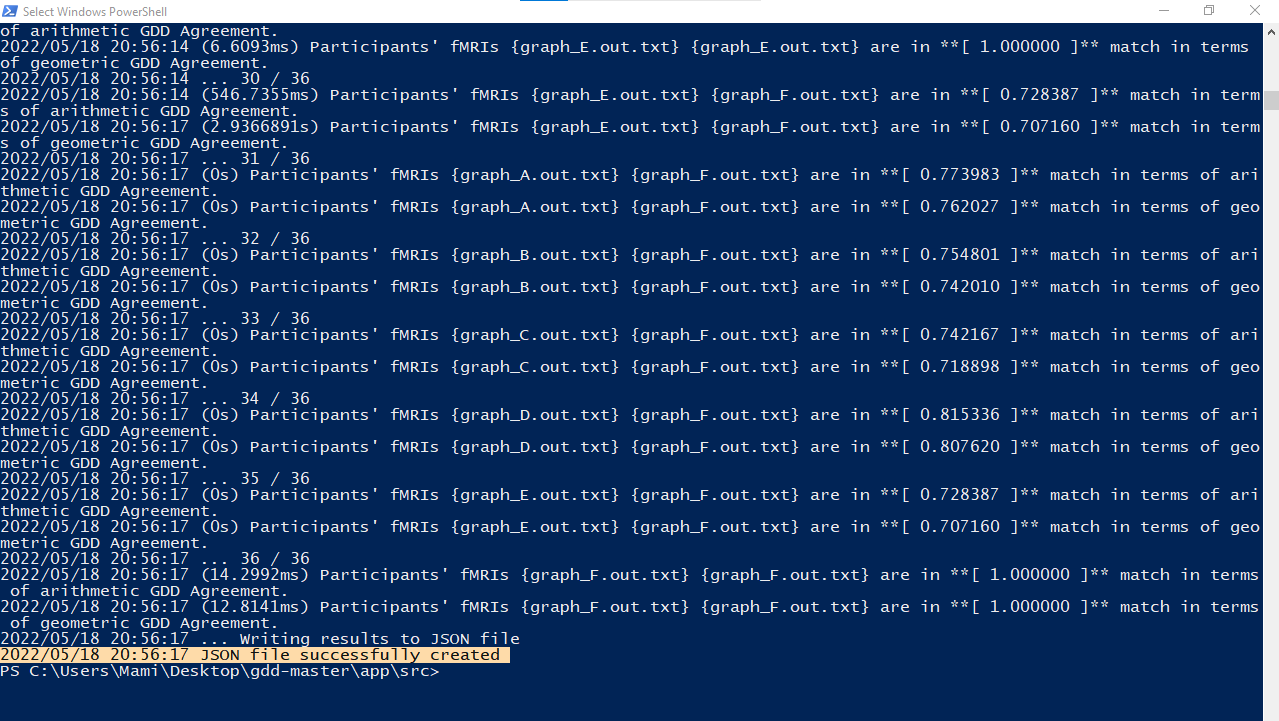 Select Windows PowerShell
of arithmetic GDD Agreement.
2022/05/18 20:56:14 (6.6093ms) Participants' fMRIs {graph_E.out.txt} {graph_E.out.txt} are in **[ 1.000000 ]** match in terms
of geometric GDD Agreement.
2022/05/18 20:56:14 ... 30 / 36
2022/05/18 20:56:14 (546.7355ms) Participants' fMRIs {graph_E.out.txt} {graph_F.out.txt} are in **[ 0.728387 ]** match in term
s of arithmetic GDD Agreement.
2022/05/18 20:56:17 (2.9366891s) Participants' fMRIs {graph_E.out.txt} {graph_F.out.txt} are in **[ 0.707160 ]** match in term
s of geometric GDD Agreement.
2022/05/18 20:56:17 ... 31 / 36
2022/05/18 20:56:17 (0s) Participants' fMRIs {graph_A.out.txt} {graph_F.out.txt} are in **[ 0.773983 ]** match in terms of ari
thmetic GDD Agreement.
2022/05/18 20:56:17 (0s) Participants' fMRIs {graph_A.out.txt} {graph_F.out.txt} are in **[ 0.762027 ]** match in terms of geo
metric GDD Agreement.
2022/05/18 20:56:17 ... 32 / 36
2022/05/18 20:56:17 (0s) Participants' fMRIs {graph_B.out.txt} {graph_F.out.txt} are in **[ 0.754801 ]** match in terms of ari
thmetic GDD Agreement.
2022/05/18 20:56:17 (0s) Participants' fMRIs {graph_B.out.txt} {graph_F.out.txt} are in **[ 0.742010 ]** match in terms of geo
metric GDD Agreement.
2022/05/18 20:56:17 ... 33 / 36
2022/05/18 20:56:17 (0s) Participants' fMRIs {graph_C.out.txt} {graph_F.out.txt} are in **[ 0.742167 ]** match in terms of ari
thmetic GDD Agreement.
2022/05/18 20:56:17 (0s) Participants' fMRIs {graph_C.out.txt} {graph_F.out.txt} are in **[ 0.718898 ]** match in terms of geo
metric GDD Agreement.
2022/05/18 20:56:17 ... 34 / 36
2022/05/18 20:56:17 (0s) Participants' fMRIs {graph_D.out.txt} {graph_F.out.txt} are in **[ 0.815336 ]** match in terms of ari
thmetic GDD Agreement.
2022/05/18 20:56:17 (0s) Participants' fMRIs {graph_D.out.txt} {graph_F.out.txt} are in **[ 0.807620 ]** match in terms of geo
metric GDD Agreement.
2022/05/18 20:56:17 ... 35 / 36
2022/05/18 20:56:17 (0s) Participants' fMRIs {graph_E.out.txt} {graph_F.out.txt} are in **[ 0.728387 ]** match in terms of ari
thmetic GDD Agreement.
2022/05/18 20:56:17 (0s) Participants' fMRIs {graph_E.out.txt} {graph_F.out.txt} are in **[ 0.707160 ]** match in terms of geo
metric GDD Agreement.
2022/05/18 20:56:17 ... 36 / 36
2022/05/18 20:56:17 (14.2992ms) Participants' fMRIs {graph_F.out.txt} {graph_F.out.txt} are in **[ 1.000000 ]** match in terms
 of arithmetic GDD Agreement.
2022/05/18 20:56:17 (12.8141ms) Participants' fMRIs {graph_F.out.txt} {graph_F.out.txt} are in **[ 1.000000 ]** match in terms
 of geometric GDD Agreement.
2022/05/18 20:56:17 ... Writing results to JSON file
2022/05/18 20:56:17 JSON file successfully created
PS C:\Users\Mami\Desktop\gdd-master\app\src>